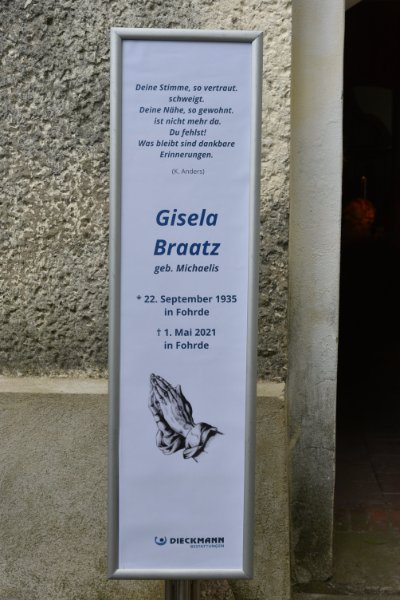 Deine Stimme, so vertraut.
schweigt.
Deine Nähe, so gewohnt.
ist nicht mehr da.
Du fehlst!
Was bleibt sind dankbare
Erinnerungen.
(K. Anders)
Gisela
Braatz
geb. Michaelis
* 22. September 1935
in Fohrde
† 1. Mai 2021
in Fohrde
DIECKMANN
BESTATTUNGEN